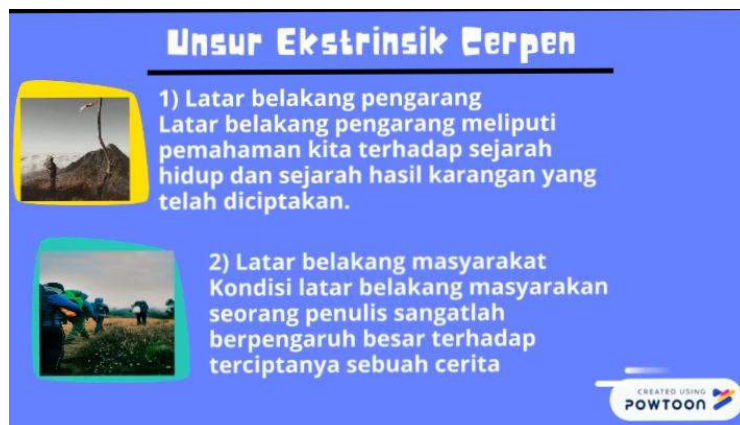 Unsur Ekstrinsik Cerpen
1) Latar belakang pengarang
Latar belakang pengarang meliputi
pemahaman kita terhadap sejarah
hidup dan sejarah hasil karangan yang
telah diciptakan.
2) Latar belakang masyarakat
Kondisi latar belakang masyarakan
seorang penulis sangatlah
berpengaruh besar terhadap
terciptanya sebuah cerita
CREATED USING
POWTOON